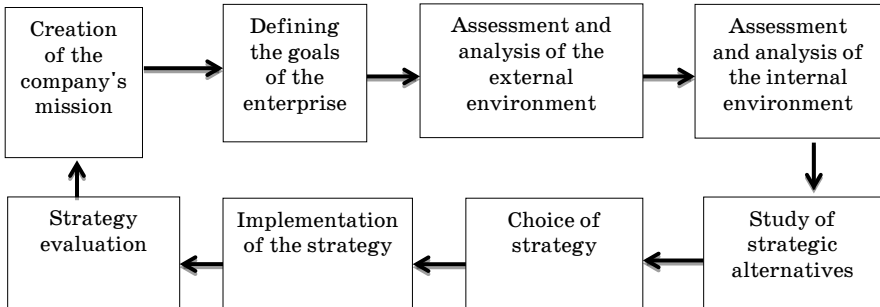 Creation
of the
company's
mission
Defining
the goals
of the
enterprise
Assessment and
analysis of the
external
environment
Assessment
and analysis of
the internal
environment
Study of
strategic
alternatives
Choice of
strategy
Implementation
of the strategy
Strategy
evaluation